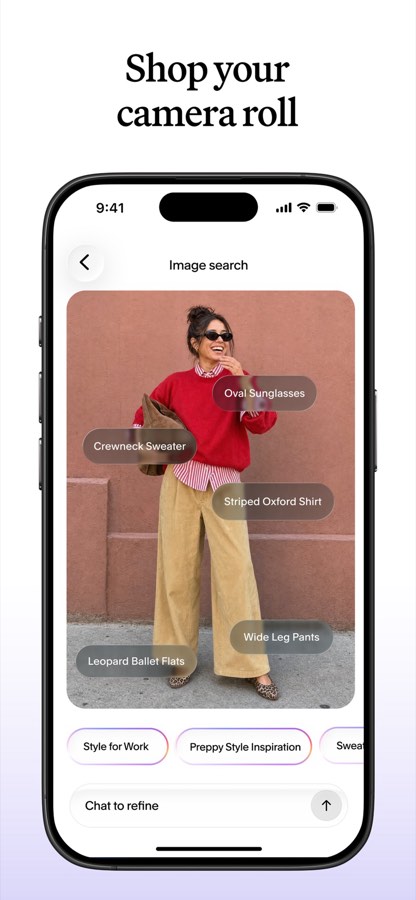 Shop your
camera roll
9:41
Image search
Oval Sunglasses
Crewneck Sweater
Striped Oxford Shirt
Wide Leg Pants
Leopard Ballet Flats
Style for Work
Preppy Style Inspiration
Sweat
Chat to refine